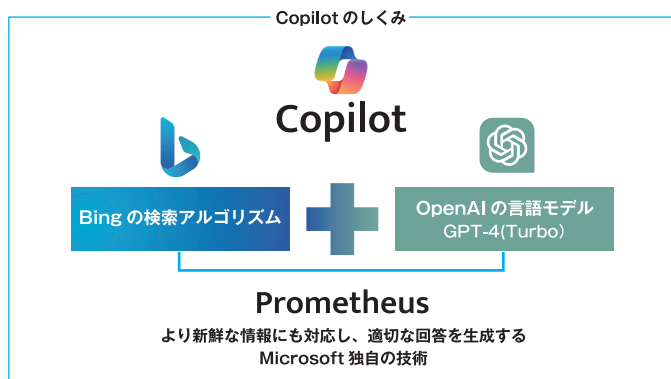 Copilot のしくみ
Copilot
Bing の検索アルゴリズム
OpenAI の言語モデル
GPT-4(Turbo)
Prometheus
より新鮮な情報にも対応し、適切な回答を生成する
Microsoft 独自の技術